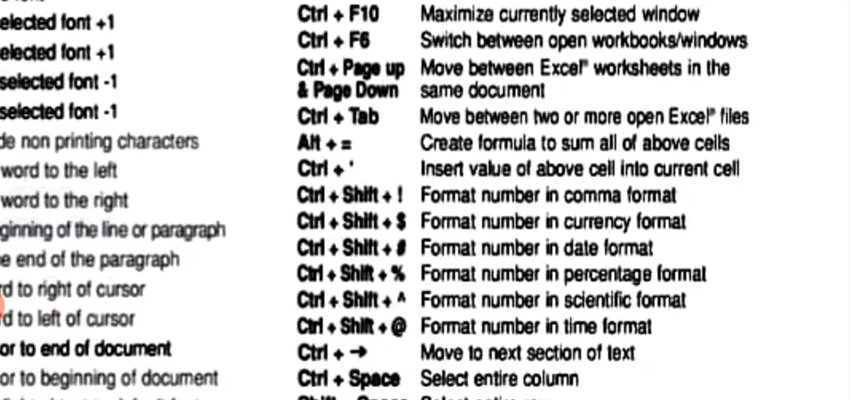 elected font +1
elected font +1
selected font -1
selected font -1
de non printing characters
word to the left
word to the right
ginning of the line or paragraph
e end of the paragraph
rd to right of cursor
rd to left of cursor
or to end of document
or to beginning of document
Ctrl + F10 Maximize currently selected window
Ctrl + F6 Switch between open workbooks/windows
Ctrl + Page up Move between Excel® worksheets in the
& Page Down same document
Ctrl + Tab Move between two or more open Excel® files
Alt + = Create formula to sum all of above cells
Ctrl + ' Insert value of above cell into current cell
Ctrl + Shift + ! Format number in comma format
Ctrl + Shift + $ Format number in currency format
Ctrl + Shift + # Format number in date format
Ctrl + Shift + % Format number in percentage format
Ctrl + Shift + ^ Format number in scientific format
Ctrl + Shift + @ Format number in time format
Ctrl + → Move to next section of text
Ctrl + Space Select entire column